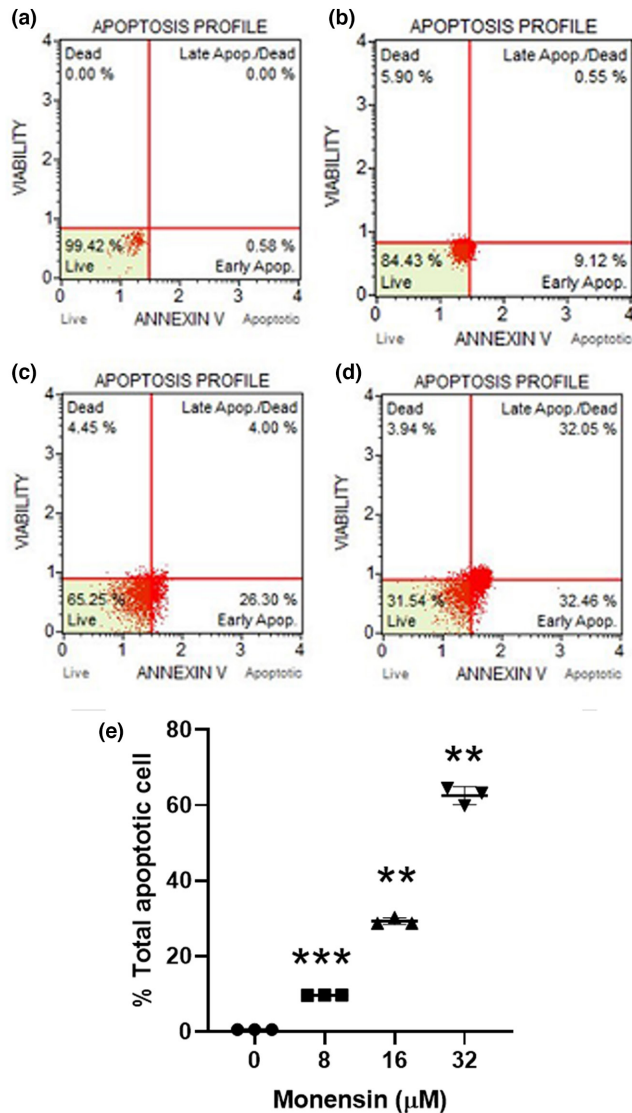 (a)
APOPTOSIS PROFILE
4
Dead
Late Apop./Dead
0.00 %
0.00 %
3
VIABILITY
2
1
99.42 %
0.58 %
Live
Early Apop.
0
0 1 2 3 4
Live ANNEXIN V Apoptotic
(b)
APOPTOSIS PROFILE
4
Dead
Late Apop./Dead
5.90 %
0.55 %
3
VIABILITY
2
1
84.43 %
9.12 %
Live
Early Apop.
0
0 1 2 3 4
Live ANNEXIN V Apoptotic
(c)
APOPTOSIS PROFILE
4
Dead
Late Apop./Dead
4.45 %
4.00 %
3
VIABILITY
2
1
65.25 %
26.30 %
Live
Early Apop.
0
0 1 2 3 4
Live ANNEXIN V Apoptotic
(d)
APOPTOSIS PROFILE
4
Dead
Late Apop./Dead
3.94 %
32.05 %
3
VIABILITY
2
1
31.54 %
32.46 %
Live
Early Apop.
0
0 1 2 3 4
Live ANNEXIN V Apoptotic
(e)
% Total apoptotic cell
80
60
40
20
0
***
**
**
0 8 16 32
Monensin (μM)